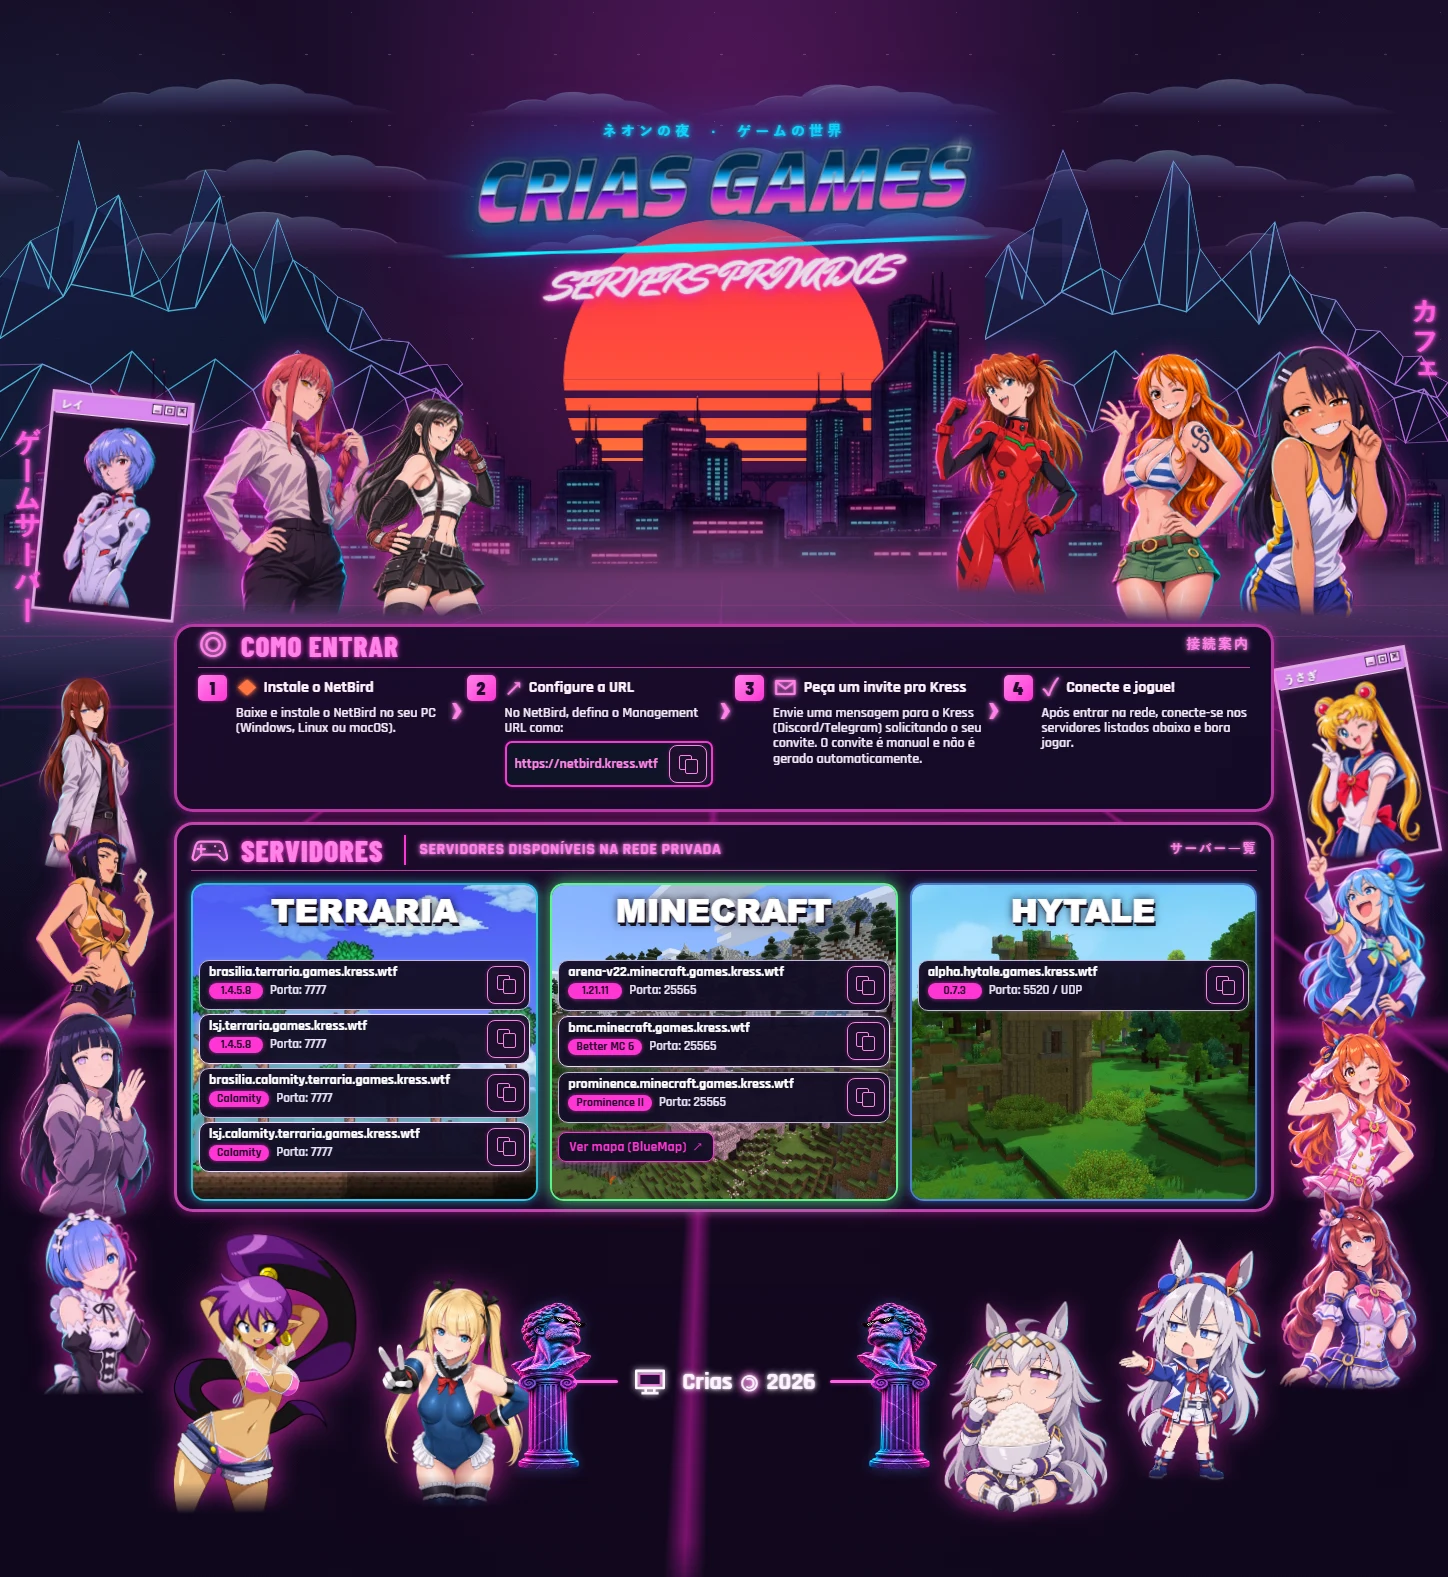 ネオンの夜 · ゲームの世界
CRIAS GAMES
SERVERS PRIVADOS
カフェ
レイ
ゲームサーバー
COMO ENTRAR
接続案内
1 Instale o NetBird
Baixe e instale o NetBird no seu PC
(Windows, Linux ou macOS).
2 Configure a URL
No NetBird, defina o Management
URL como:
https://netbird.kress.wtf
3 Peça um invite pro Kress
Envie uma mensagem para o Kress
(Discord/Telegram) solicitando o seu
convite. O convite é manual e não é
gerado automaticamente.
4 Conecte e jogue!
Após entrar na rede, conecte-se nos
servidores listados abaixo e bora
jogar.
うさぎ
SERVIDORES
SERVIDORES DISPONÍVEIS NA REDE PRIVADA
サーバー一覧
TERRARIA
brasilia.terraria.games.kress.wtf
1.4.5.8 Porta: 7777
lsj.terraria.games.kress.wtf
1.4.5.8 Porta: 7777
brasilia.calamity.terraria.games.kress.wtf
Calamity Porta: 7777
lsj.calamity.terraria.games.kress.wtf
Calamity Porta: 7777
MINECRAFT
arena-v22.minecraft.games.kress.wtf
1.21.11 Porta: 25565
bmc.minecraft.games.kress.wtf
Better MC 6 Porta: 25565
prominence.minecraft.games.kress.wtf
Prominence II Porta: 25565
Ver mapa (BlueMap) ↗
HYTALE
alpha.hytale.games.kress.wtf
0.7.3 Porta: 5520 / UDP
Crias 2026